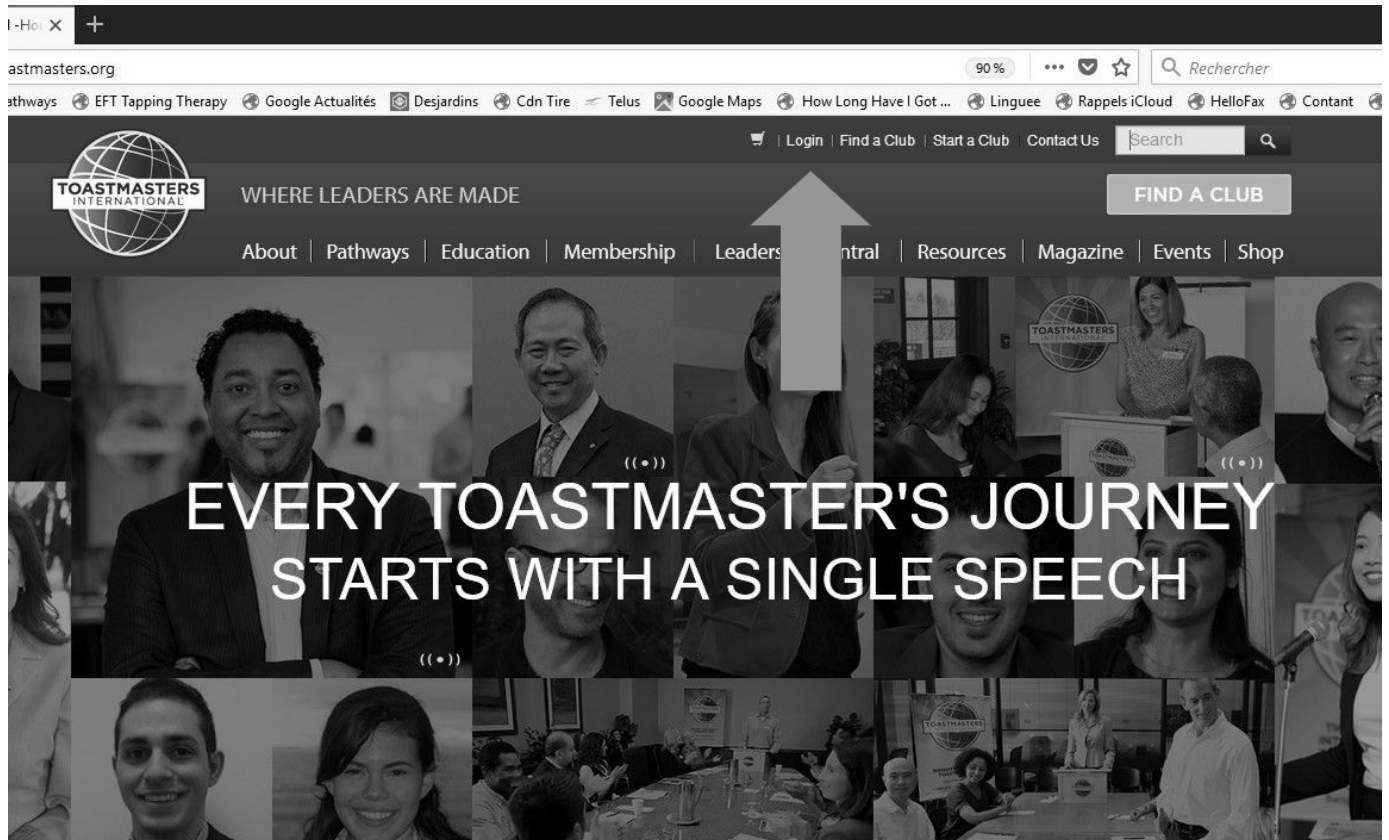 -Ho
astmasters.org 90 % Rechercher
athways EFT Tapping Therapy Google Actualités Desjardins Cdn Tire Telus Google Maps How Long Have I Got ... Linguee Rappels iCloud HelloFax Contant
| Login | Find a Club | Start a Club | Contact Us Search
TOASTMASTERS
INTERNATIONAL
WHERE LEADERS ARE MADE
FIND A CLUB
About | Pathways | Education | Membership | Leaders ntral | Resources | Magazine | Events | Shop
TOASTMASTERS
INTERNATIONAL
EVERY TOASTMASTER'S JOURNEY
STARTS WITH A SINGLE SPEECH
TOASTMASTERS